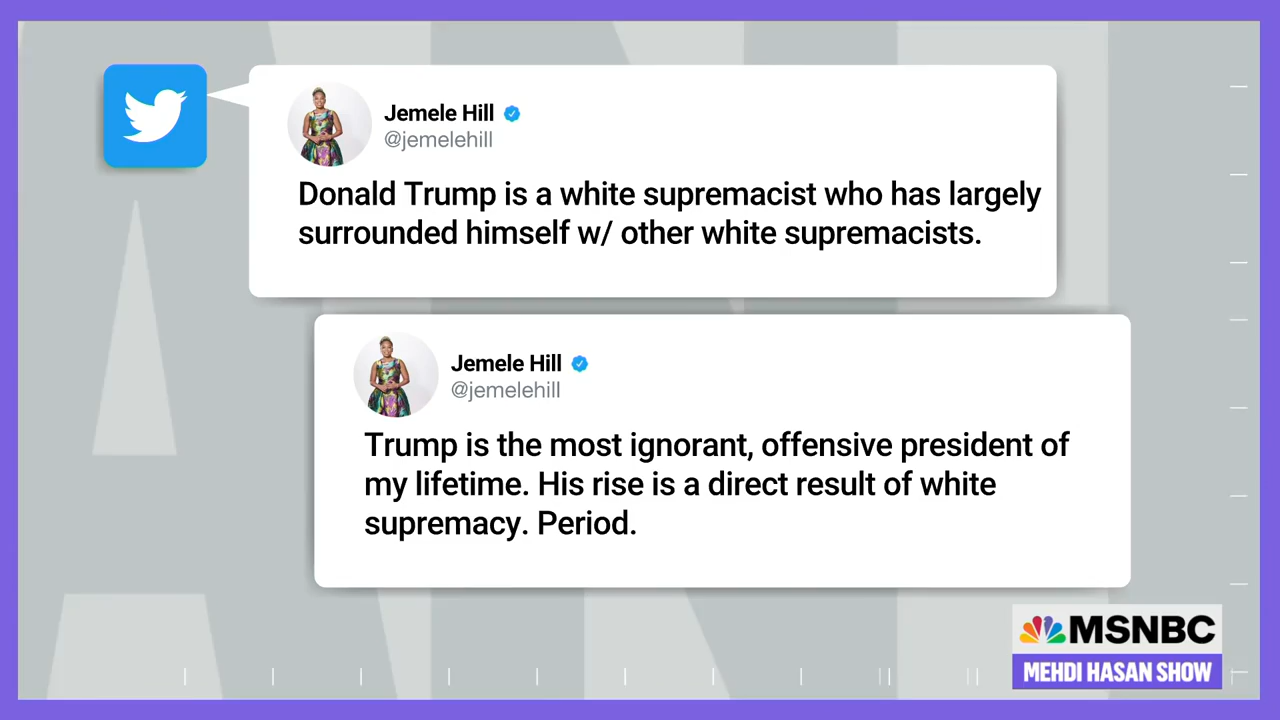 Jemele Hill
@jemelehill
Donald Trump is a white supremacist who has largely
surrounded himself w/ other white supremacists.
Jemele Hill
@jemelehill
Trump is the most ignorant, offensive president of
my lifetime. His rise is a direct result of white
supremacy. Period.
MSNBC
MEHDI HASAN SHOW